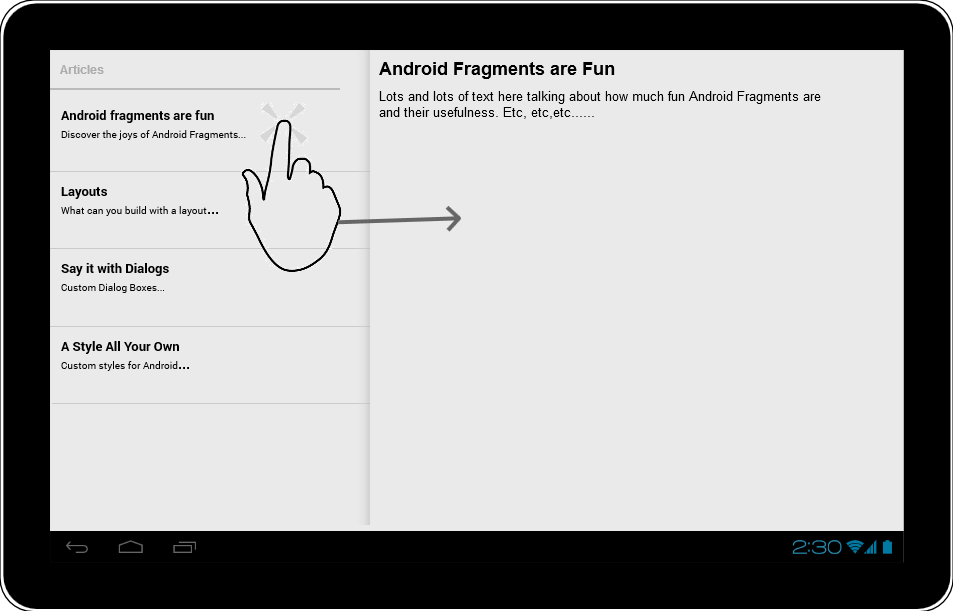 Articles
Android fragments are fun
Discover the joys of Android Fragments...
Layouts
What can you build with a layout...
Say it with Dialogs
Custom Dialog Boxes...
A Style All Your Own
Custom styles for Android...
Android Fragments are Fun
Lots and lots of text here talking about how much fun Android Fragments are
and their usefulness. Etc, etc,etc......
2:30